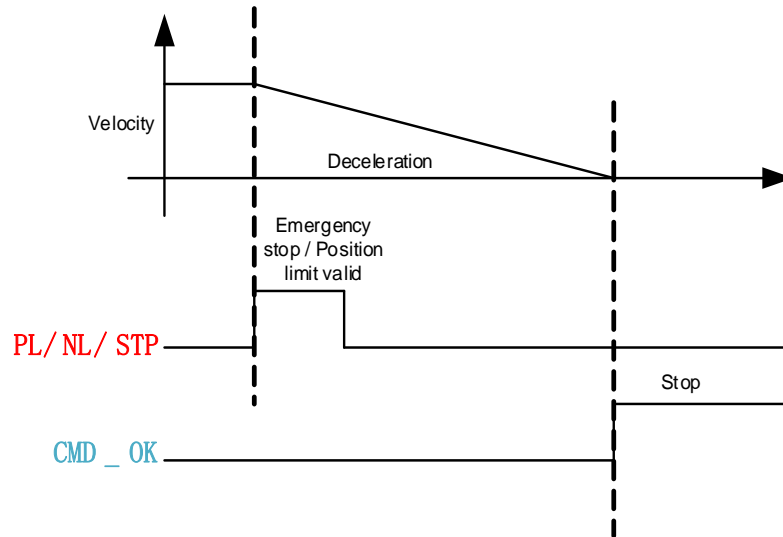 Velocity
Deceleration
Emergency
stop / Position
limit valid
PL/ NL/ STP
Stop
CMD _ OK